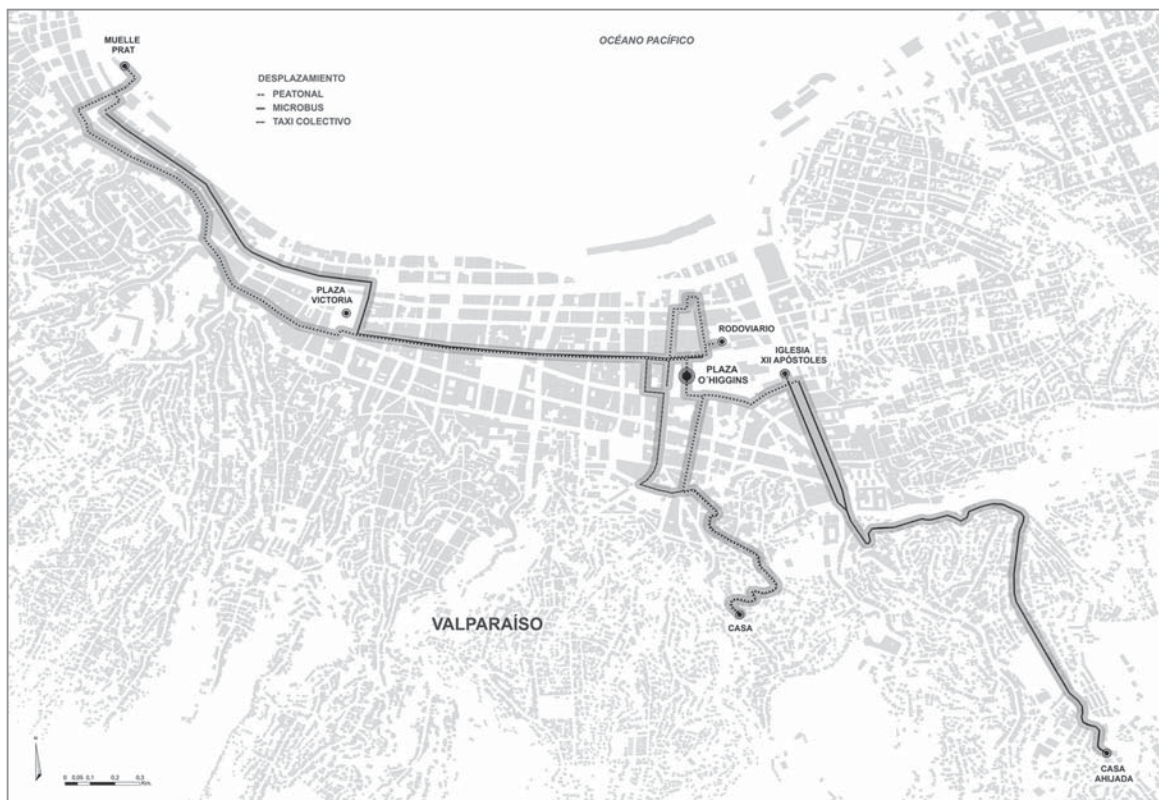 MUELLE
PRAT
OCÉANO PACÍFICO
DESPLAZAMIENTO
PEATONAL
MICROBUS
TAXI COLECTIVO
PLAZA
VICTORIA
RODOVIARIO
IGLESIA
XII APÓSTOLES
PLAZA
O´HIGGINS
VALPARAÍSO
CASA
CASA
AHIJADA
N
0 0,05 0,1 0,2 0,3
Km